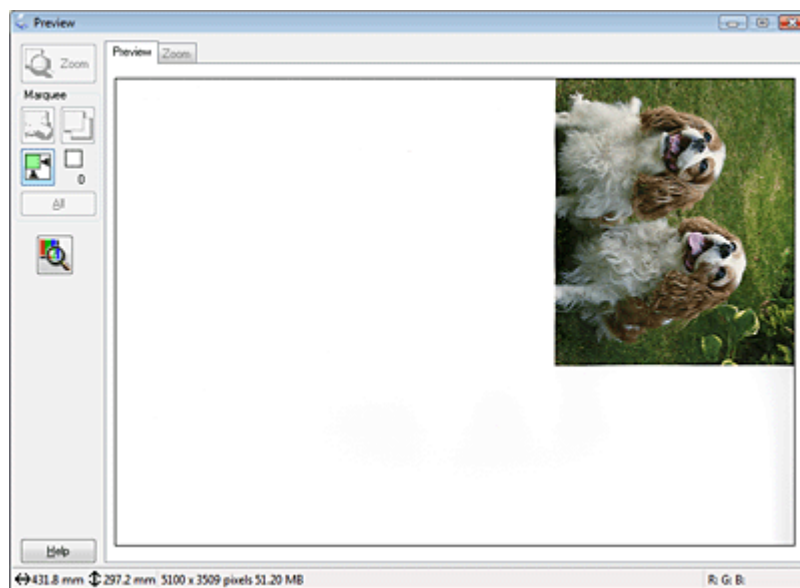 Preview
Zoom
Preview Zoom
Marquee
0
All
Help
431.8 mm 297.2 mm 5100 x 3509 pixels 51.20 MB R: G: B: